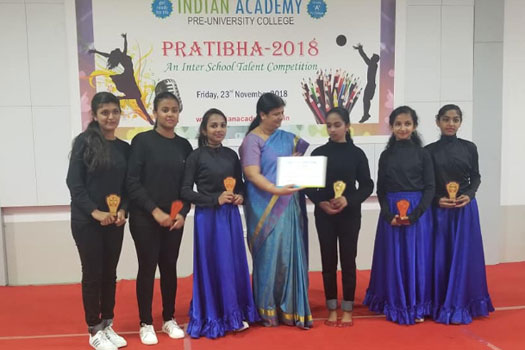 INDIAN ACADEMY
PRE-UNIVERSITY COLLEGE
PRATIBHA-2018
An Inter School Talent Competition
Friday, 23rd November 2018